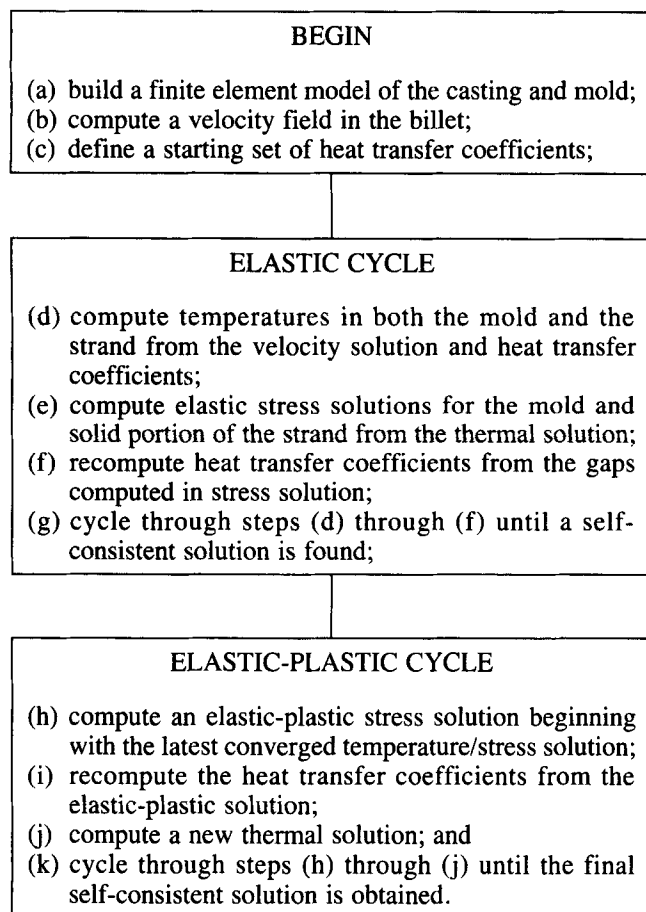 BEGIN
(a) build a finite element model of the casting and mold;
(b) compute a velocity field in the billet;
(c) define a starting set of heat transfer coefficients;
ELASTIC CYCLE
(d) compute temperatures in both the mold and the
strand from the velocity solution and heat transfer
coefficients;
(e) compute elastic stress solutions for the mold and
solid portion of the strand from the thermal solution;
(f) recompute heat transfer coefficients from the gaps
computed in stress solution;
(g) cycle through steps (d) through (f) until a self-
consistent solution is found;
ELASTIC-PLASTIC CYCLE
(h) compute an elastic-plastic stress solution beginning
with the latest converged temperature/stress solution;
(i) recompute the heat transfer coefficients from the
elastic-plastic solution;
(j) compute a new thermal solution; and
(k) cycle through steps (h) through (j) until the final
self-consistent solution is obtained.